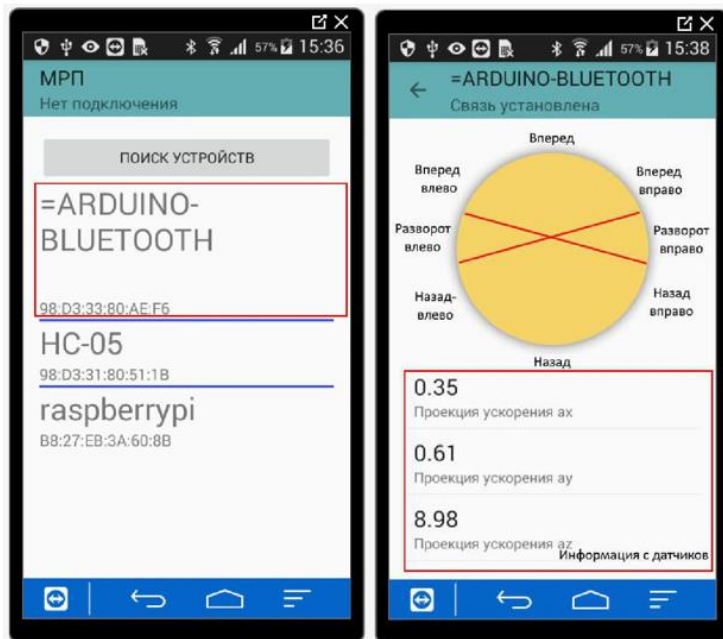 57% 15:36
МРП
Нет подключения
ПОИСК УСТРОЙСТВ
=ARDUINO-
BLUETOOTH
98:D3:33:80:AE:F6
HC-05
98:D3:31:80:51:1B
raspberrypi
B8:27:EB:3A:60:8B
57% 15:38
=ARDUINO-BLUETOOTH
Связь установлена
Вперед
Вперед
влево
Вперед
вправо
Разворот
влево
Разворот
вправо
Назад-
влево
Назад
вправо
Назад
0.35
Проекция ускорения ax
0.61
Проекция ускорения ay
8.98
Проекция ускорения az
Информация с датчиков